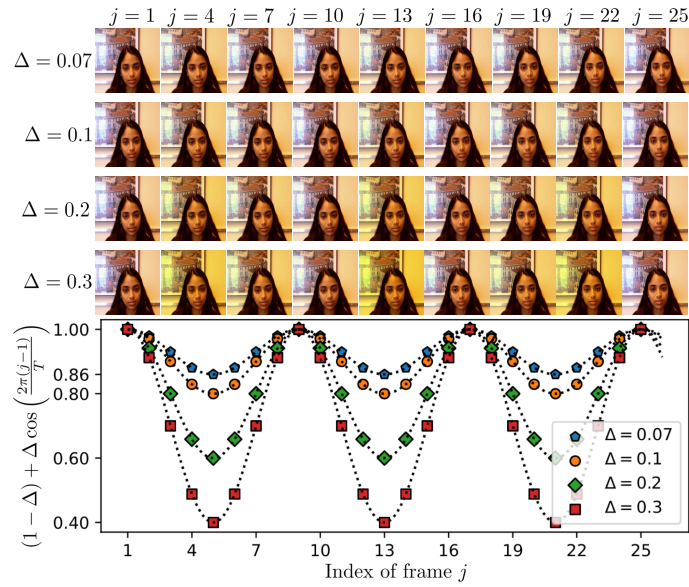 j = 1 j = 4 j = 7 j = 10 j = 13 j = 16 j = 19 j = 22 j = 25
Δ = 0.07
Δ = 0.1
Δ = 0.2
Δ = 0.3
(1 − Δ) + Δ cos(2π(j−1)/T)
1.00
0.86
0.80
0.60
0.40
Δ = 0.07
Δ = 0.1
Δ = 0.2
Δ = 0.3
1 4 7 10 13 16 19 22 25
Index of frame j